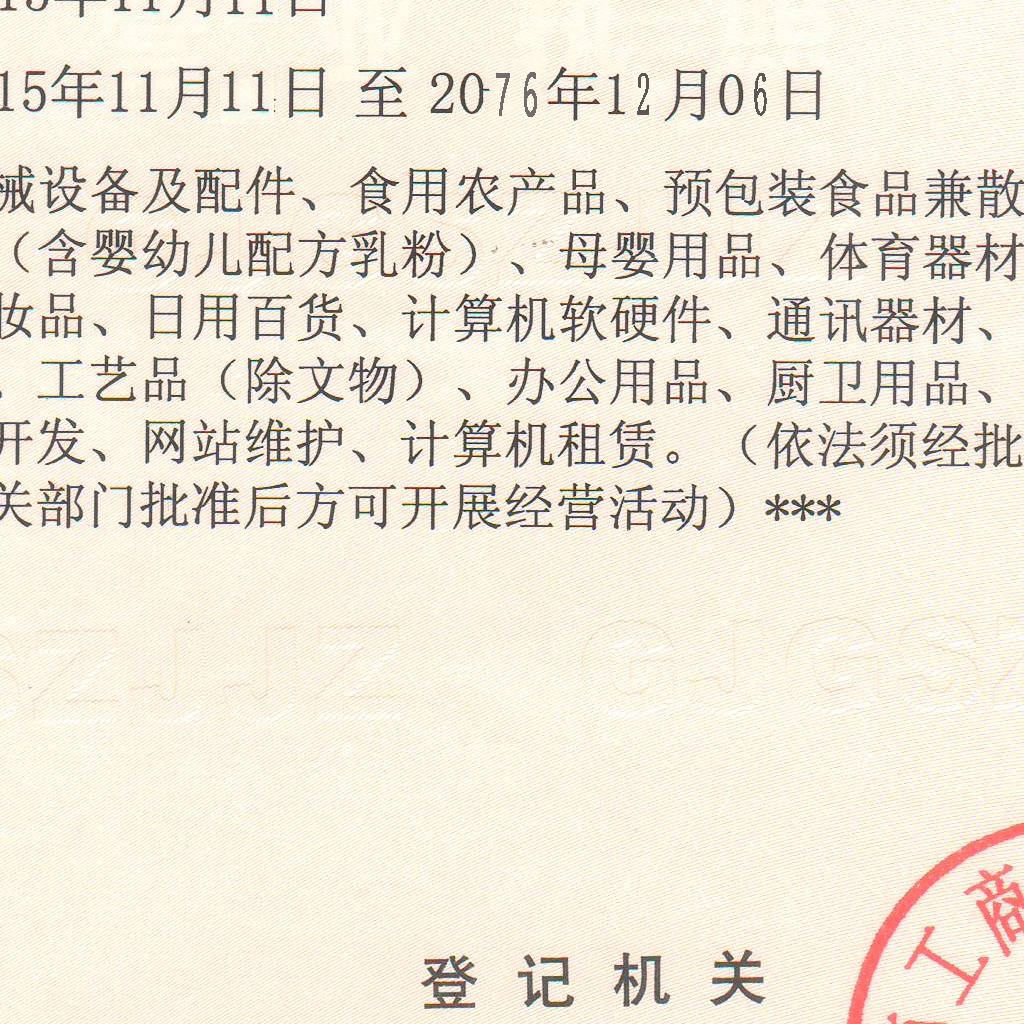 15年11月11日
15年11月11日 至 2076年12月06日
械设备及配件、食用农产品、预包装食品兼散
（含婴幼儿配方乳粉）、母婴用品、体育器材
妆品、日用百货、计算机软硬件、通讯器材、
、工艺品（除文物）、办公用品、厨卫用品、
开发、网站维护、计算机租赁。（依法须经批
关部门批准后方可开展经营活动）***
SZJJZ GJGSZ
工商
登记机关